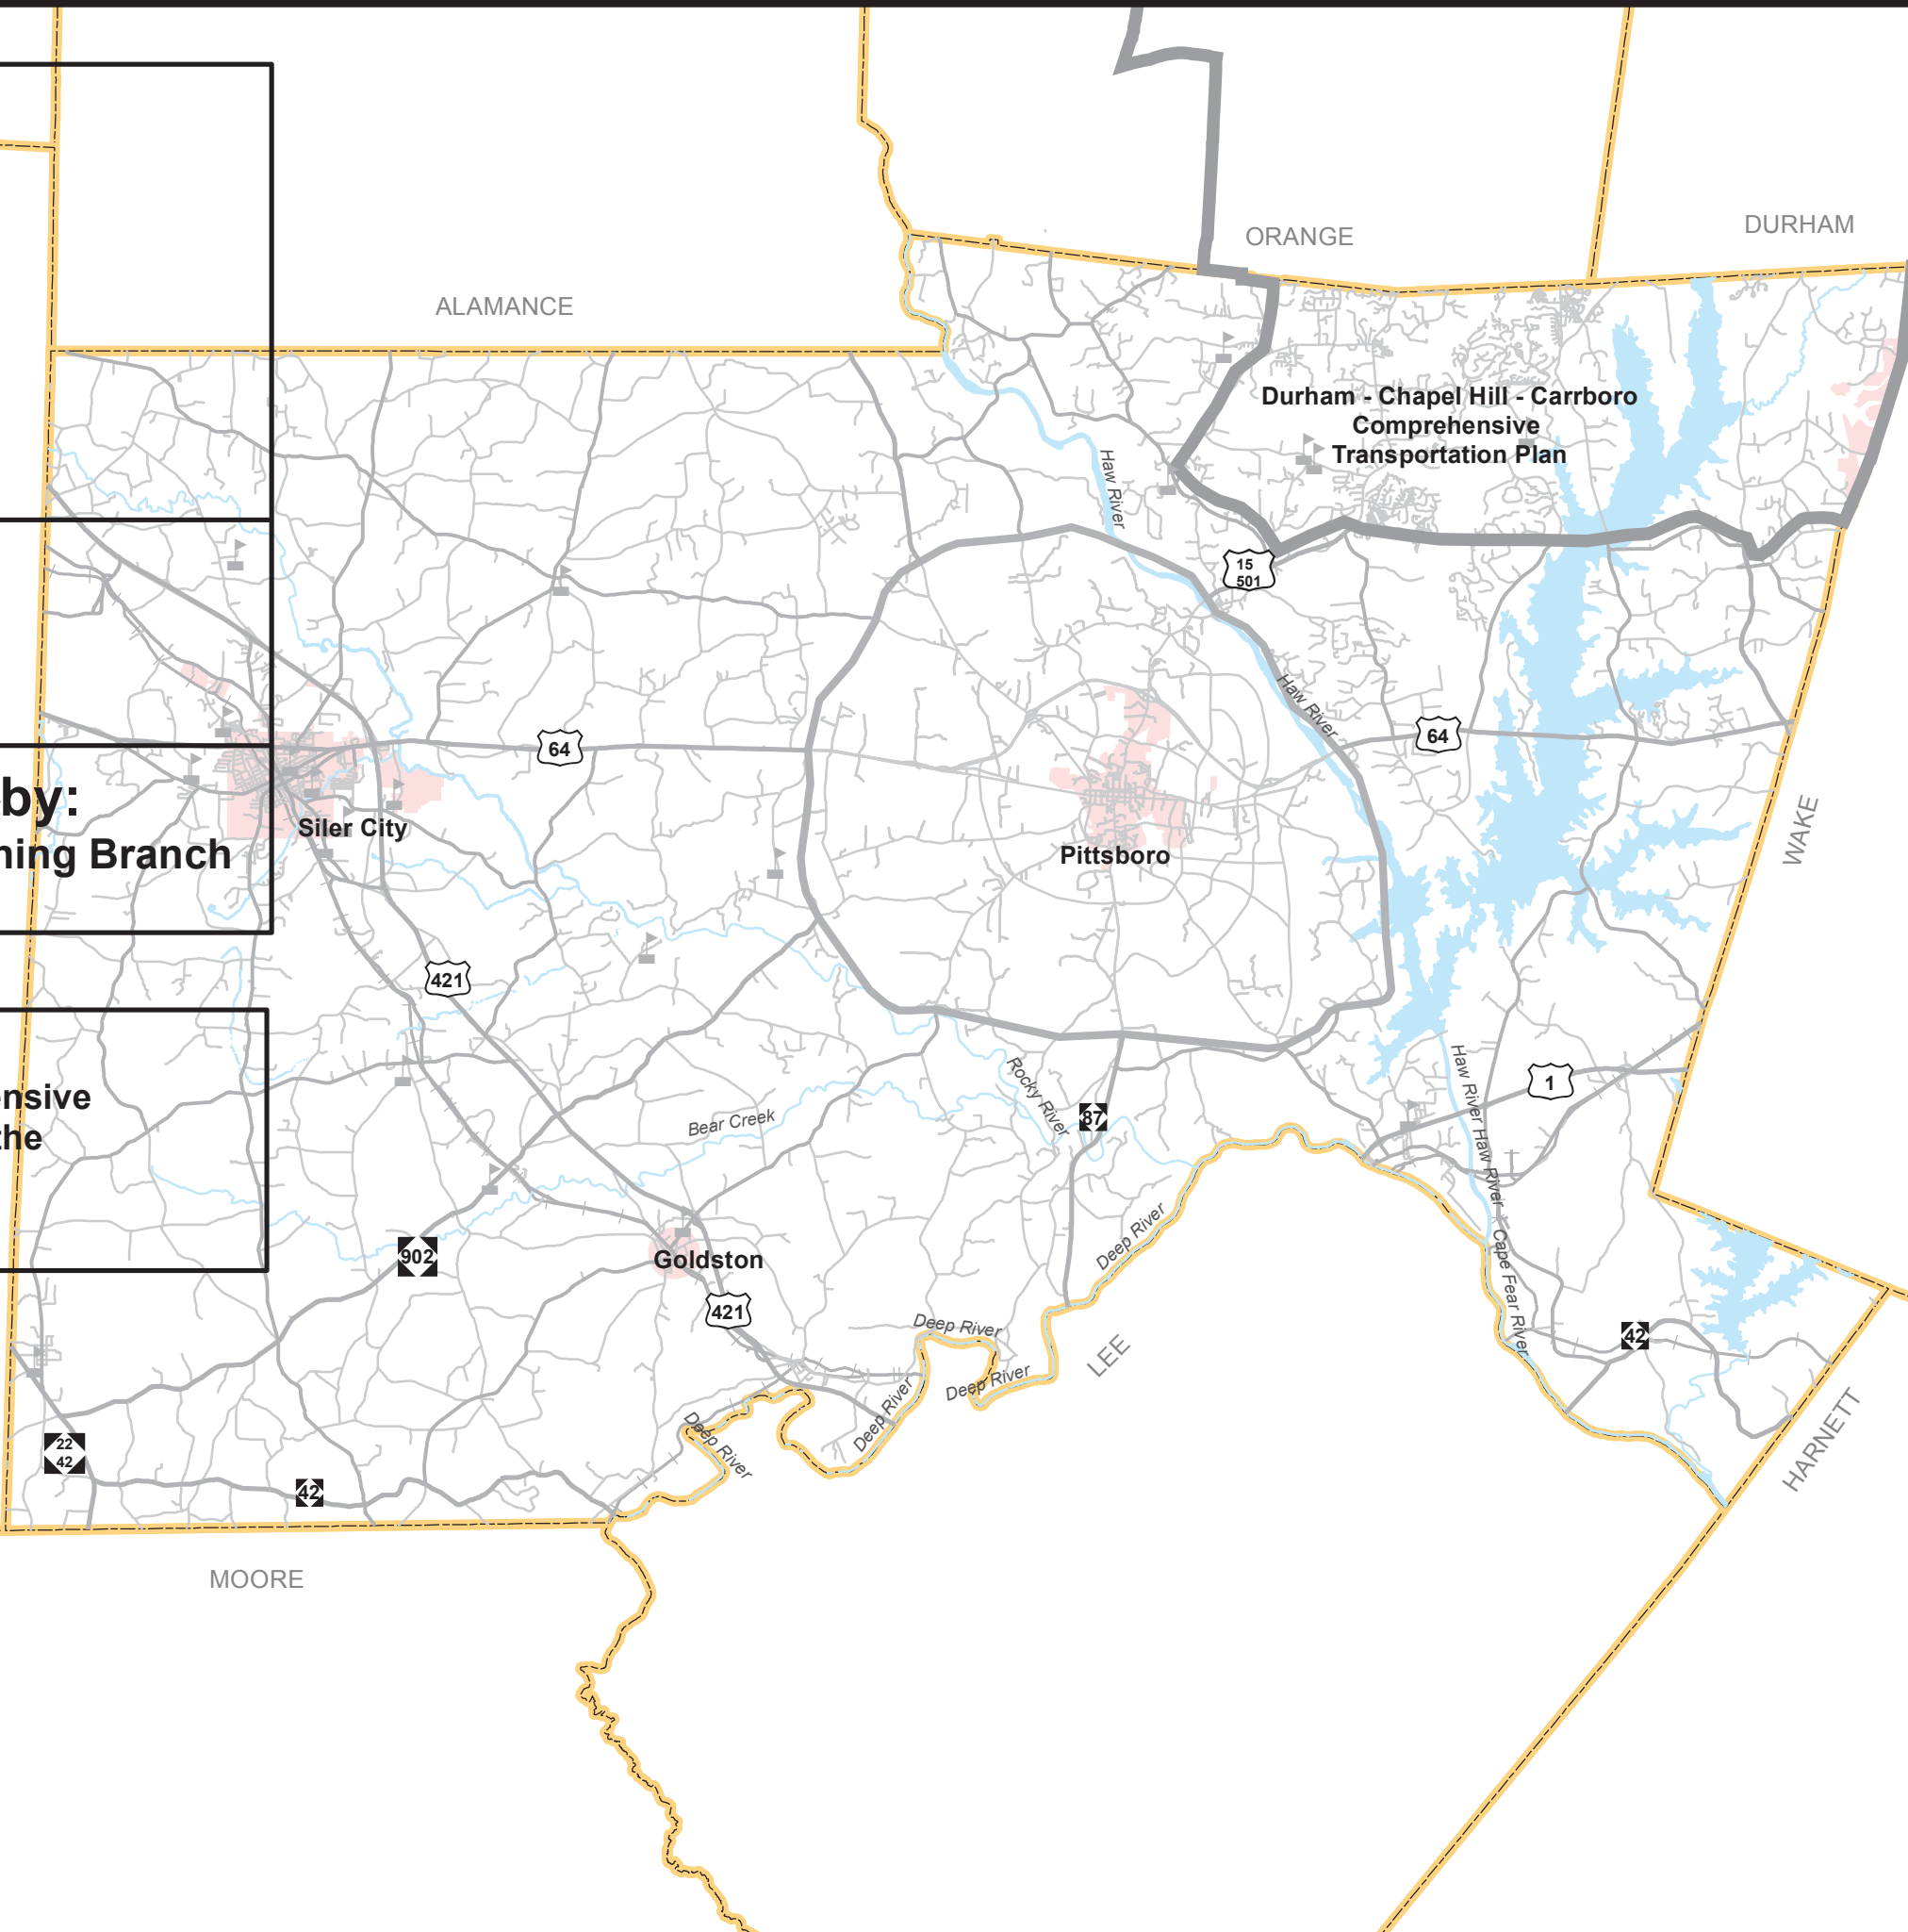 ORANGE
DURHAM
ALAMANCE
Durham - Chapel Hill - Carrboro
Comprehensive
Transportation Plan
Haw River
15
501
Haw River
64
64
by:
ning Branch
Siler City
Pittsboro
WAKE
421
Haw River
Haw River
Cape Fear River
1
ensive
the
Rocky River
Bear Creek
87
902
Goldston
Deep River
421
Deep River
LEE
42
Deep River
Deep River
Deep River
HARNETT
22
42
42
MOORE